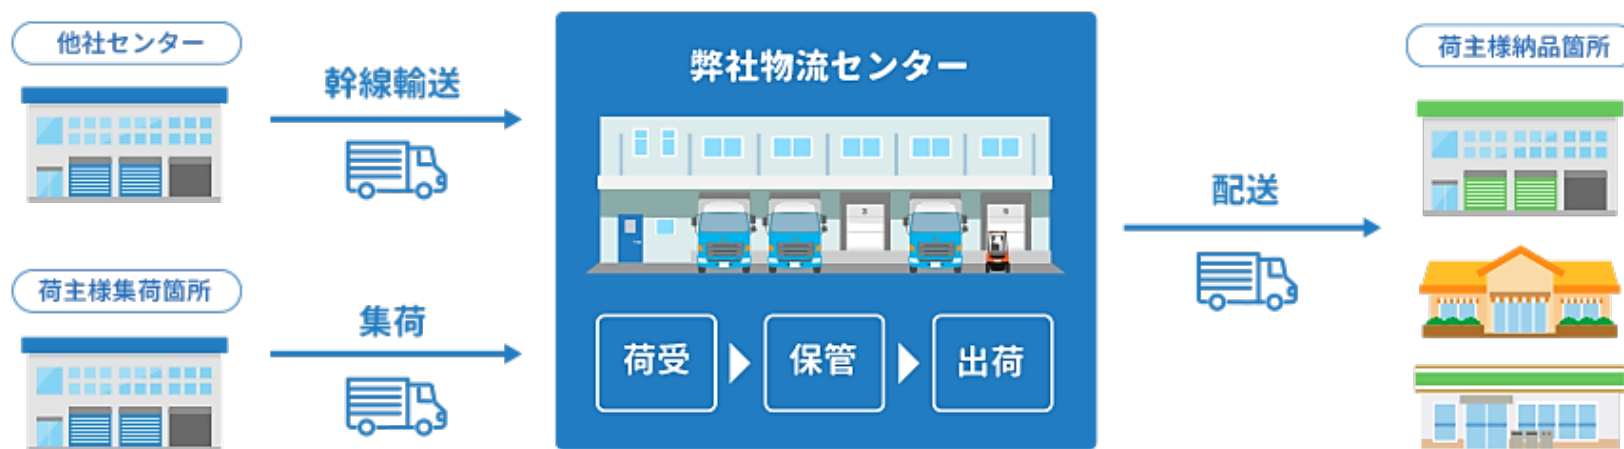 他社センター
幹線輸送
荷主様集荷箇所
集荷
弊社物流センター
3
5
荷受
保管
出荷
配送
荷主様納品箇所